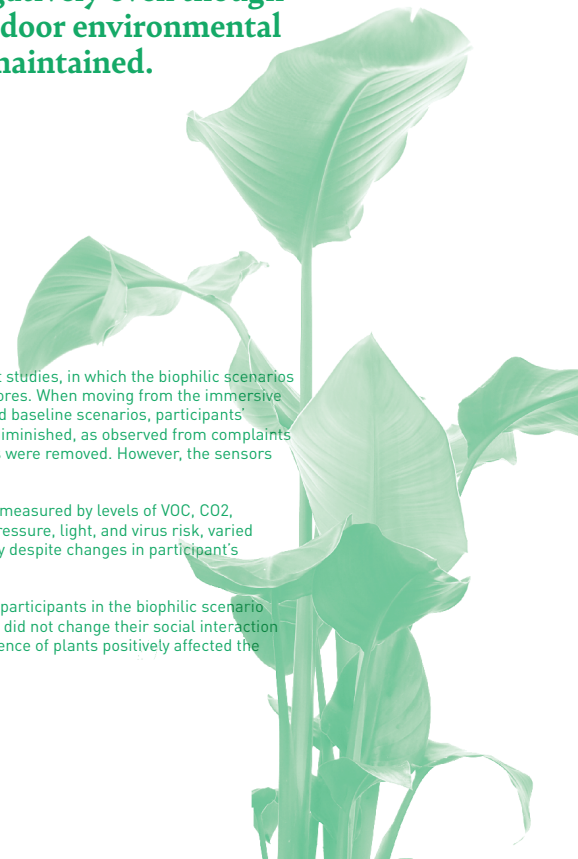 door environmental
maintained.
studies, in which the biophilic scenarios
ores. When moving from the immersive
d baseline scenarios, participants’
iminished, as observed from complaints
s were removed. However, the sensors
measured by levels of VOC, CO2,
ressure, light, and virus risk, varied
y despite changes in participant’s
participants in the biophilic scenario
did not change their social interaction
ence of plants positively affected the